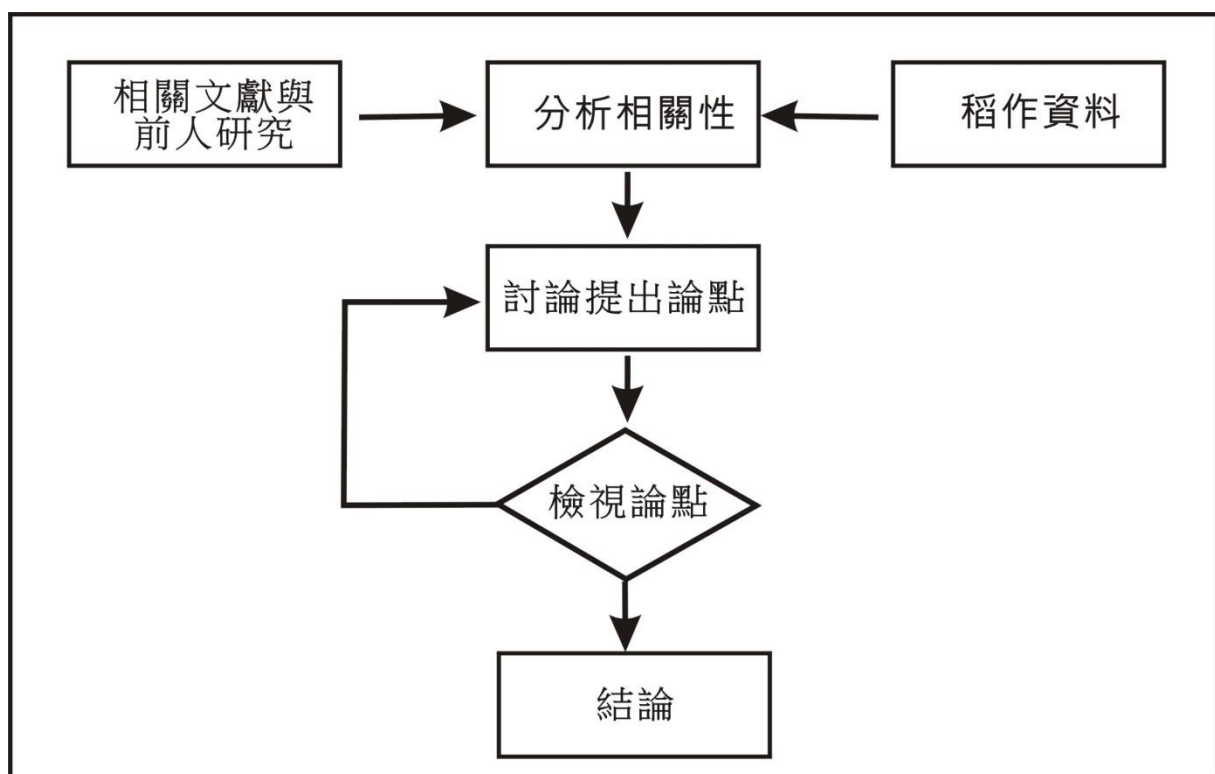 相關文獻與
前人研究
分析相關性
稻作資料
討論提出論點
檢視論點
結論